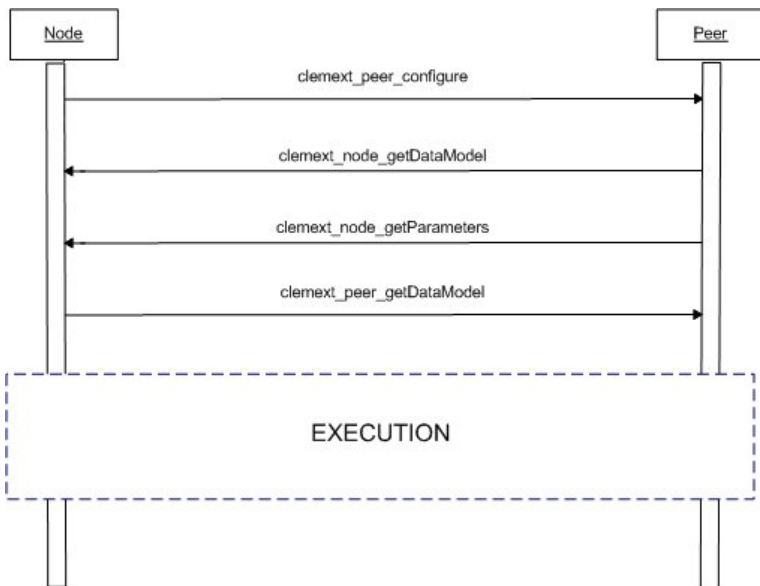 Node
Peer
clemext_peer_configure
clemext_node_getDataModel
clemext_node_getParameters
clemext_peer_getDataModel
EXECUTION